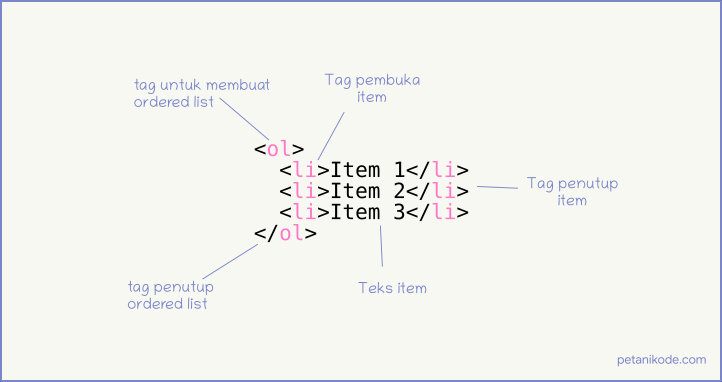 tag untuk membuat
ordered list
Tag pembuka
item
<ol>
<li>Item 1</li>
<li>Item 2</li>
<li>Item 3</li>
</ol>
Tag penutup
item
tag penutup
ordered list
Teks item
petanikode.com